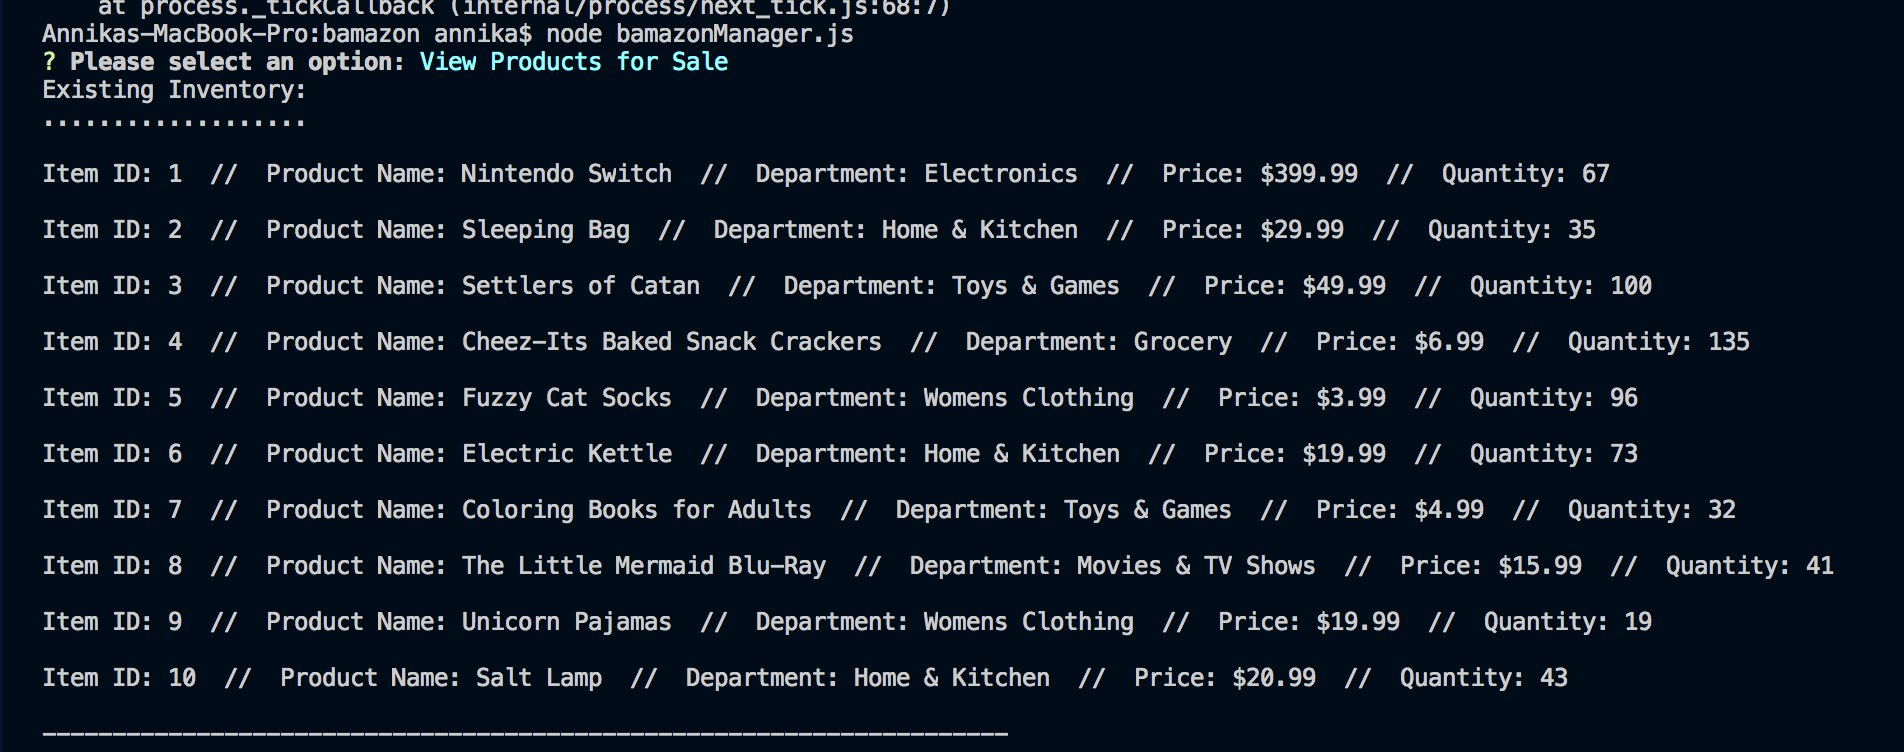 at process._tickCallback (internal/process/next_tick.js:68:7)
Annikas-MacBook-Pro:bamazon annika$ node bamazonManager.js
? Please select an option: View Products for Sale
Existing Inventory:
...................
Item ID: 1  //  Product Name: Nintendo Switch  //  Department: Electronics  //  Price: $399.99  //  Quantity: 67
Item ID: 2  //  Product Name: Sleeping Bag  //  Department: Home & Kitchen  //  Price: $29.99  //  Quantity: 35
Item ID: 3  //  Product Name: Settlers of Catan  //  Department: Toys & Games  //  Price: $49.99  //  Quantity: 100
Item ID: 4  //  Product Name: Cheez-Its Baked Snack Crackers  //  Department: Grocery  //  Price: $6.99  //  Quantity: 135
Item ID: 5  //  Product Name: Fuzzy Cat Socks  //  Department: Womens Clothing  //  Price: $3.99  //  Quantity: 96
Item ID: 6  //  Product Name: Electric Kettle  //  Department: Home & Kitchen  //  Price: $19.99  //  Quantity: 73
Item ID: 7  //  Product Name: Coloring Books for Adults  //  Department: Toys & Games  //  Price: $4.99  //  Quantity: 32
Item ID: 8  //  Product Name: The Little Mermaid Blu-Ray  //  Department: Movies & TV Shows  //  Price: $15.99  //  Quantity: 41
Item ID: 9  //  Product Name: Unicorn Pajamas  //  Department: Womens Clothing  //  Price: $19.99  //  Quantity: 19
Item ID: 10  //  Product Name: Salt Lamp  //  Department: Home & Kitchen  //  Price: $20.99  //  Quantity: 43
_____________________________________________________________________